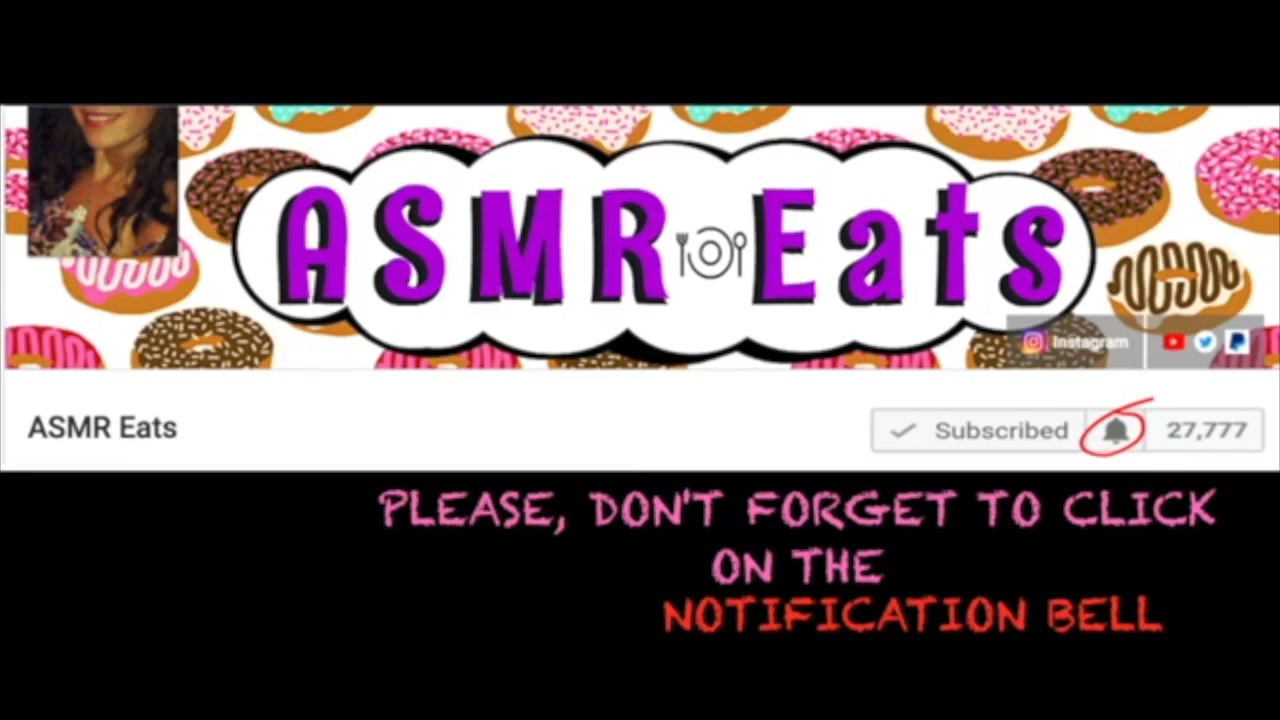 ASMR Eats
Instagram
ASMR Eats
Subscribed
27,777
PLEASE, DON'T FORGET TO CLICK
ON THE
NOTIFICATION BELL